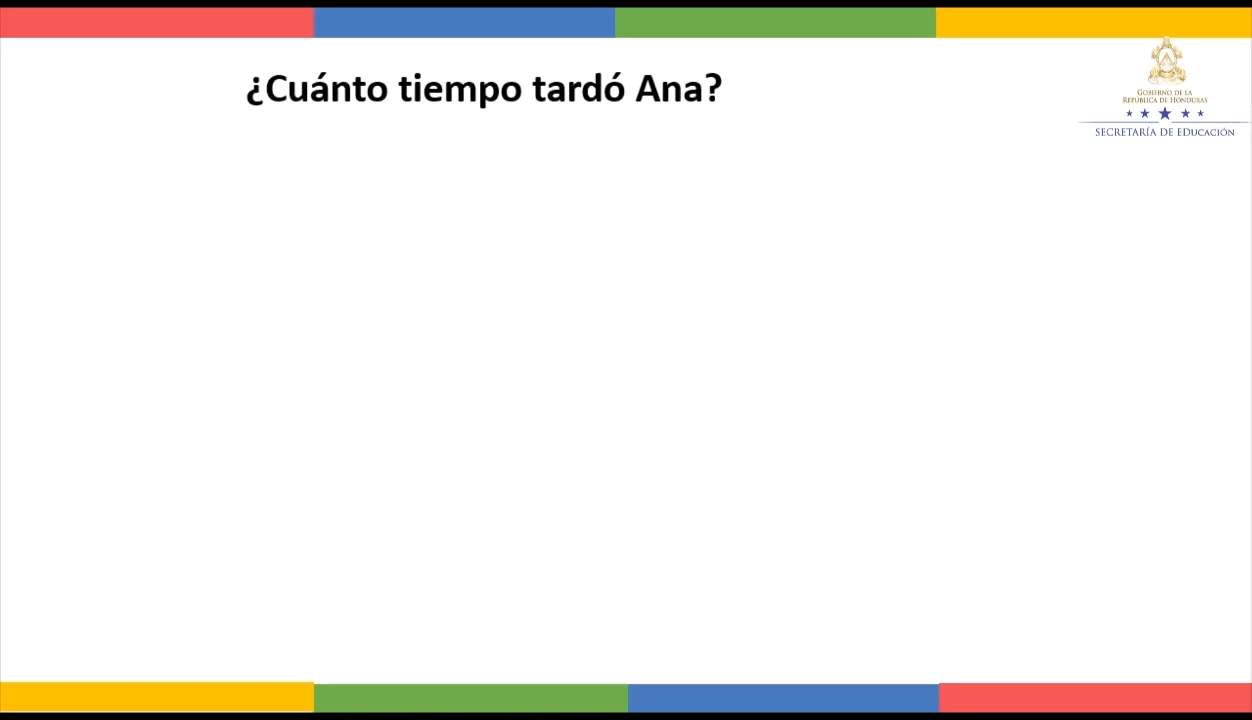 ¿Cuánto tiempo tardó Ana?
GOBIERNO DE LA
REPÚBLICA DE HONDURAS
SECRETARÍA DE EDUCACIÓN